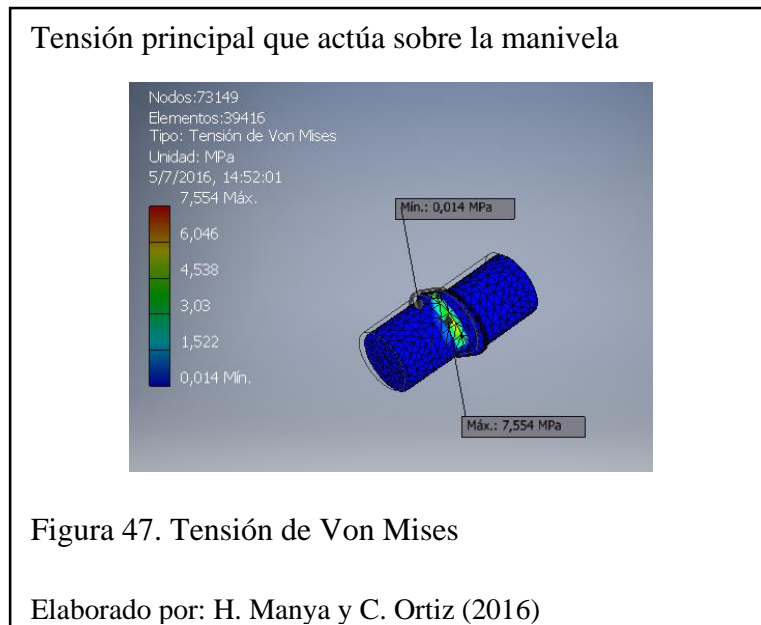 Tensión principal que actúa sobre la manivela
Nodos:73149
Elementos:39416
Tipo: Tensión de Von Mises
Unidad: MPa
5/7/2016, 14:52:01
7,554 Máx.
6,046
4,538
3,03
1,522
0,014 Mín.
Mín.: 0,014 MPa
Máx.: 7,554 MPa
Figura 47. Tensión de Von Mises
Elaborado por: H. Manya y C. Ortiz (2016)